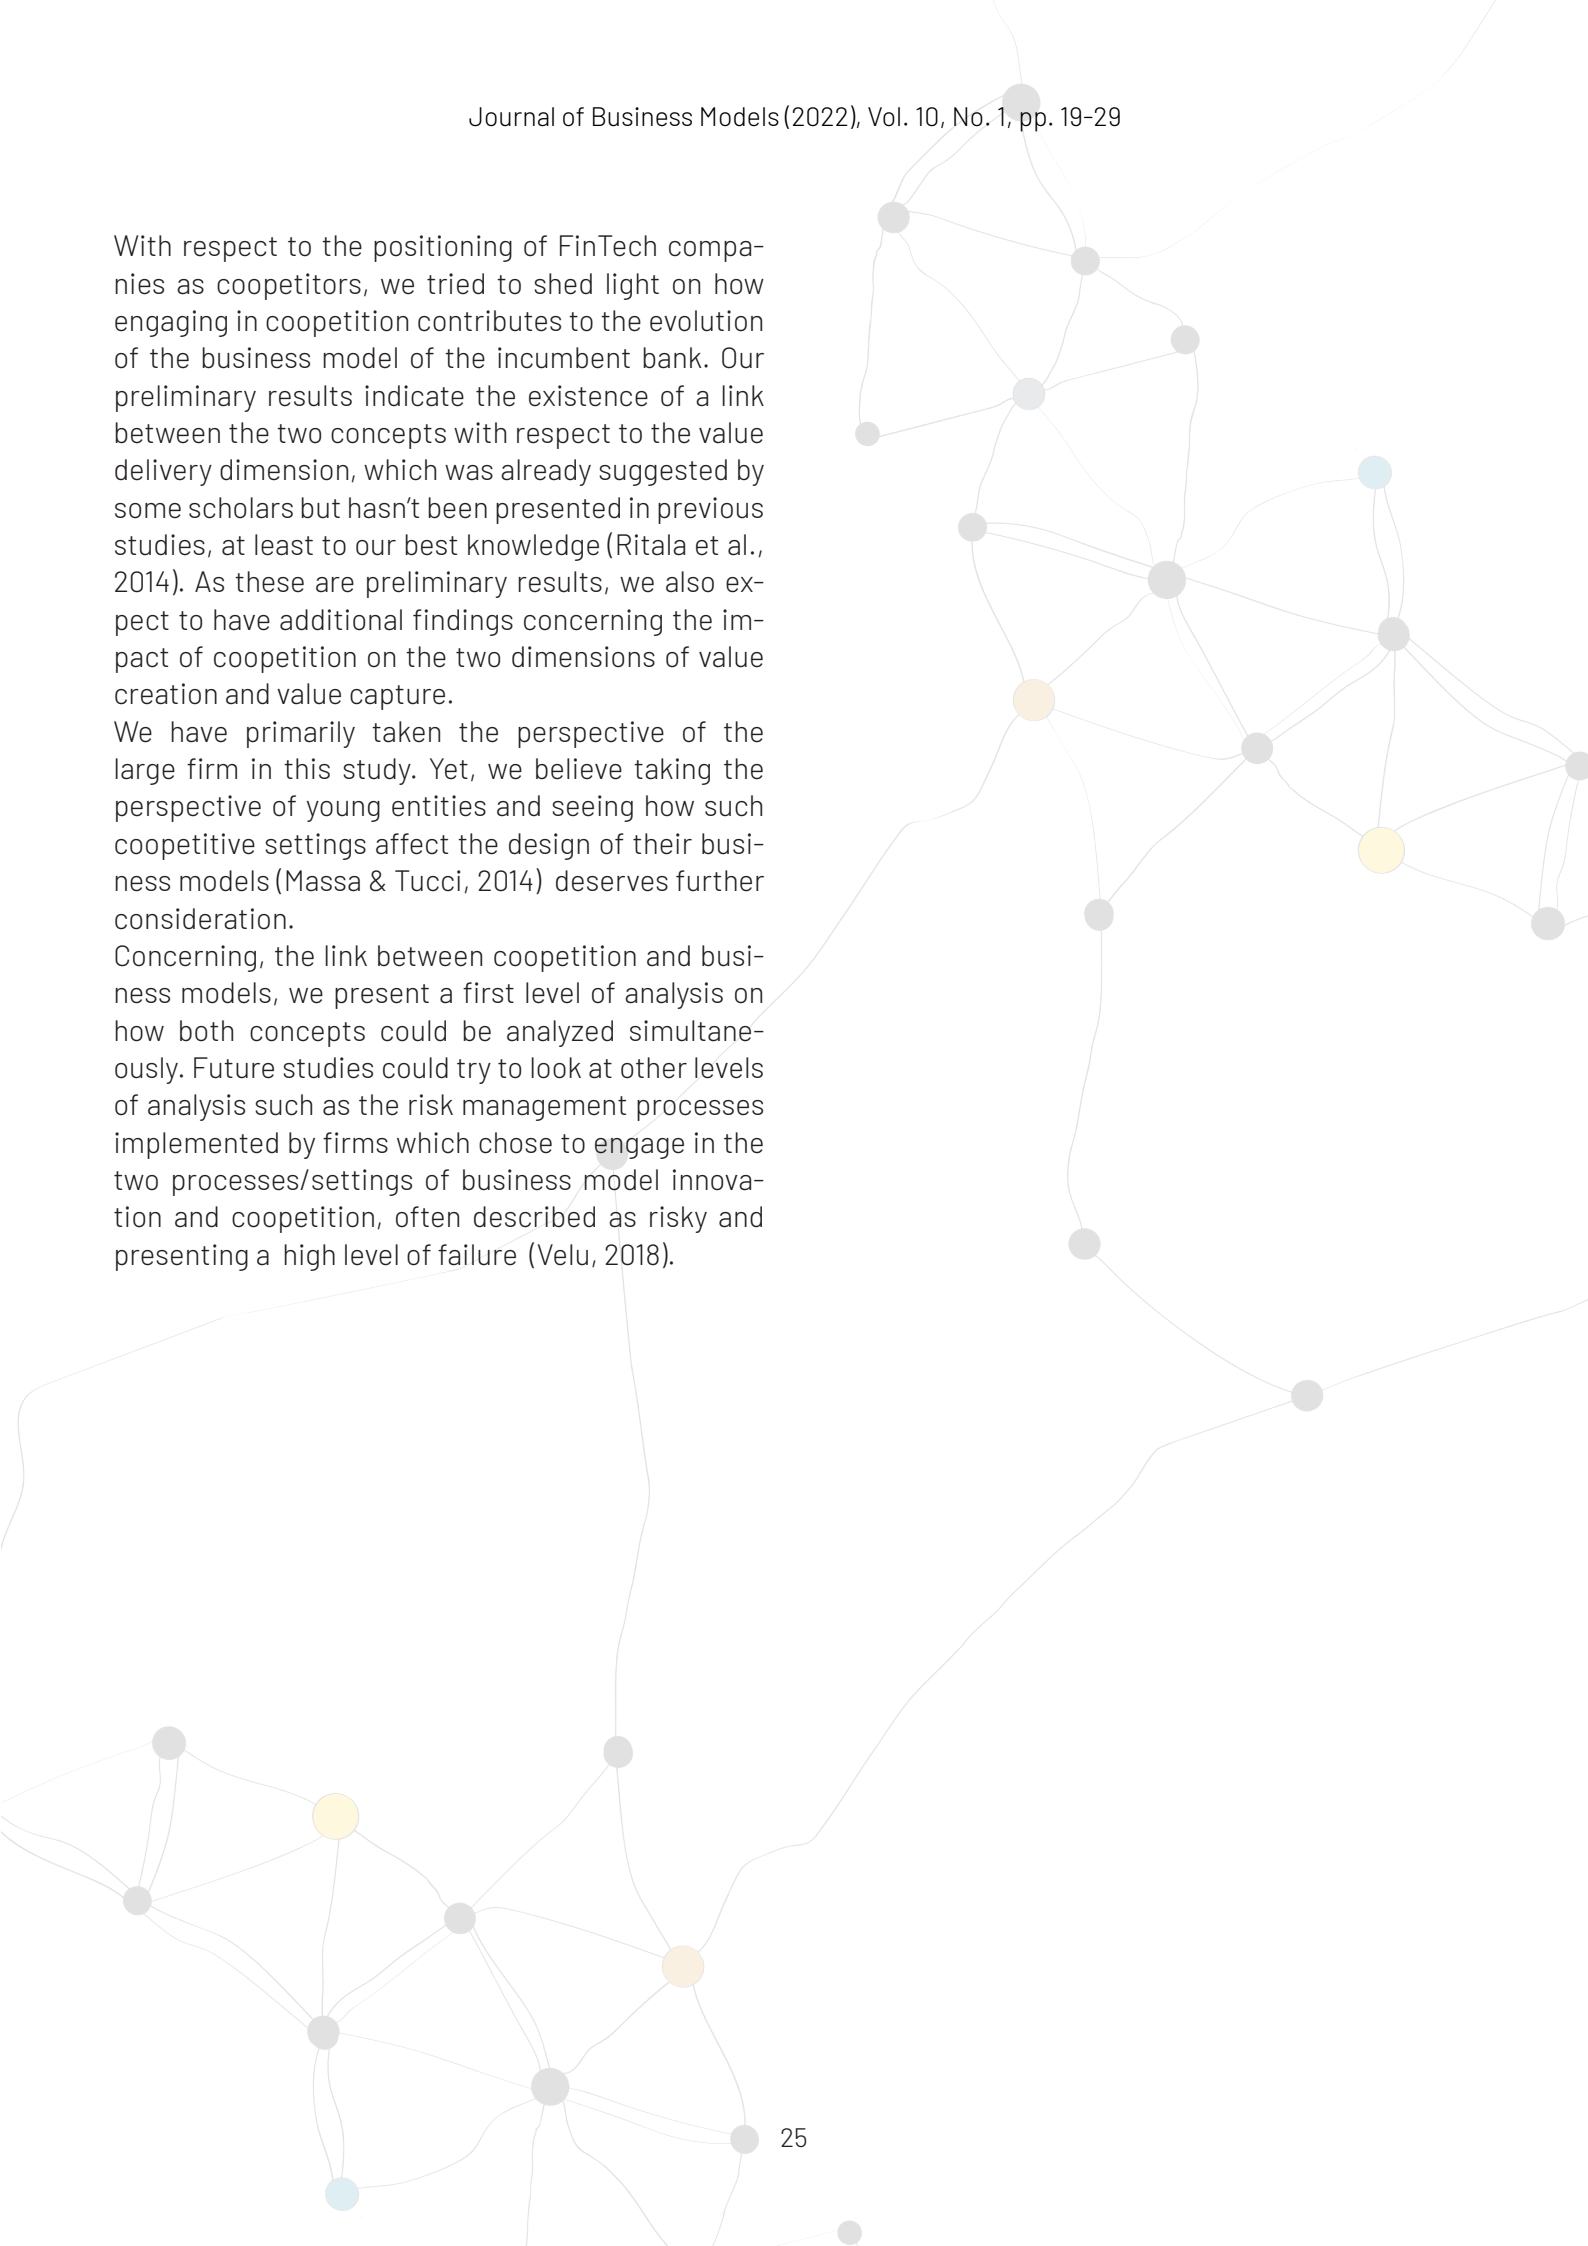 Journal of Business Models (2022), Vol. 10, No. 1, pp. 19-29
With respect to the positioning of FinTech compa-
nies as coopetitors, we tried to shed light on how
engaging in coopetition contributes to the evolution
of the business model of the incumbent bank. Our
preliminary results indicate the existence of a link
between the two concepts with respect to the value
delivery dimension, which was already suggested by
some scholars but hasn’t been presented in previous
studies, at least to our best knowledge (Ritala et al.,
2014). As these are preliminary results, we also ex-
pect to have additional findings concerning the im-
pact of coopetition on the two dimensions of value
creation and value capture.
We have primarily taken the perspective of the
large firm in this study. Yet, we believe taking the
perspective of young entities and seeing how such
coopetitive settings affect the design of their busi-
ness models (Massa & Tucci, 2014) deserves further
consideration.
Concerning, the link between coopetition and busi-
ness models, we present a first level of analysis on
how both concepts could be analyzed simultane-
ously. Future studies could try to look at other levels
of analysis such as the risk management processes
implemented by firms which chose to engage in the
two processes/settings of business model innova-
tion and coopetition, often described as risky and
presenting a high level of failure (Velu, 2018).
25